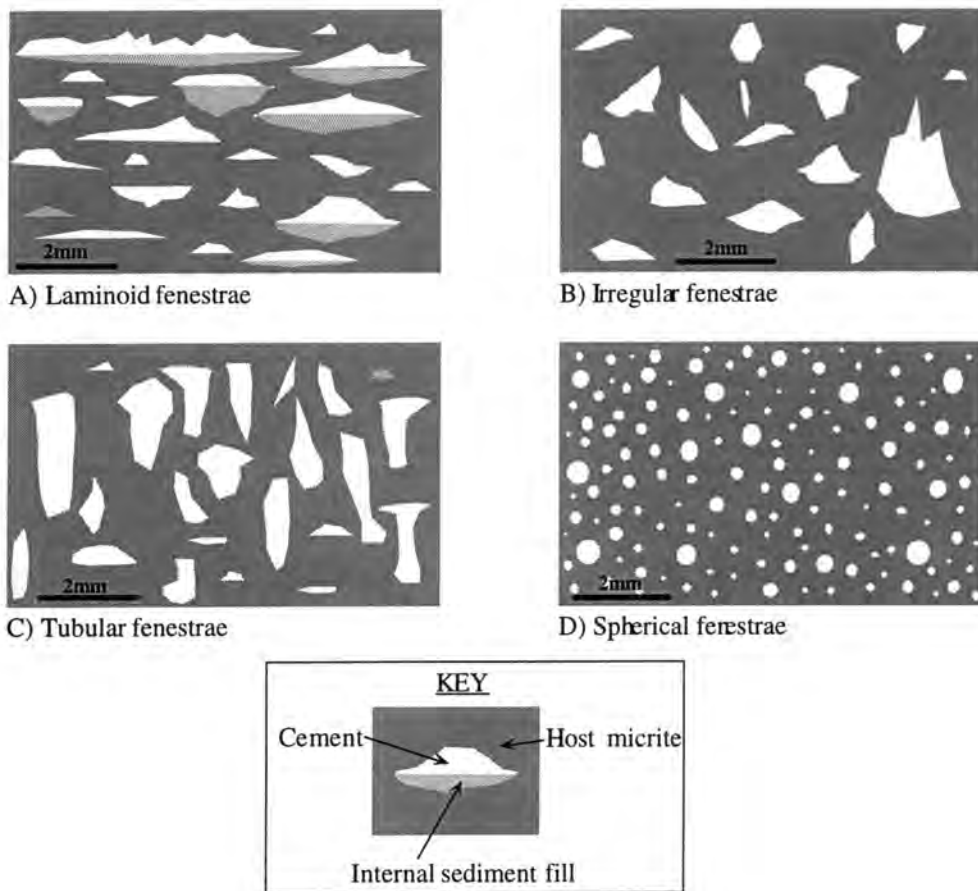 2mm
2mm
A) Laminoid fenestrae
B) Irregular fenestrae
2mm
2mm
C) Tubular fenestrae
D) Spherical fenestrae
KEY
Cement
Host micrite
Internal sediment fill